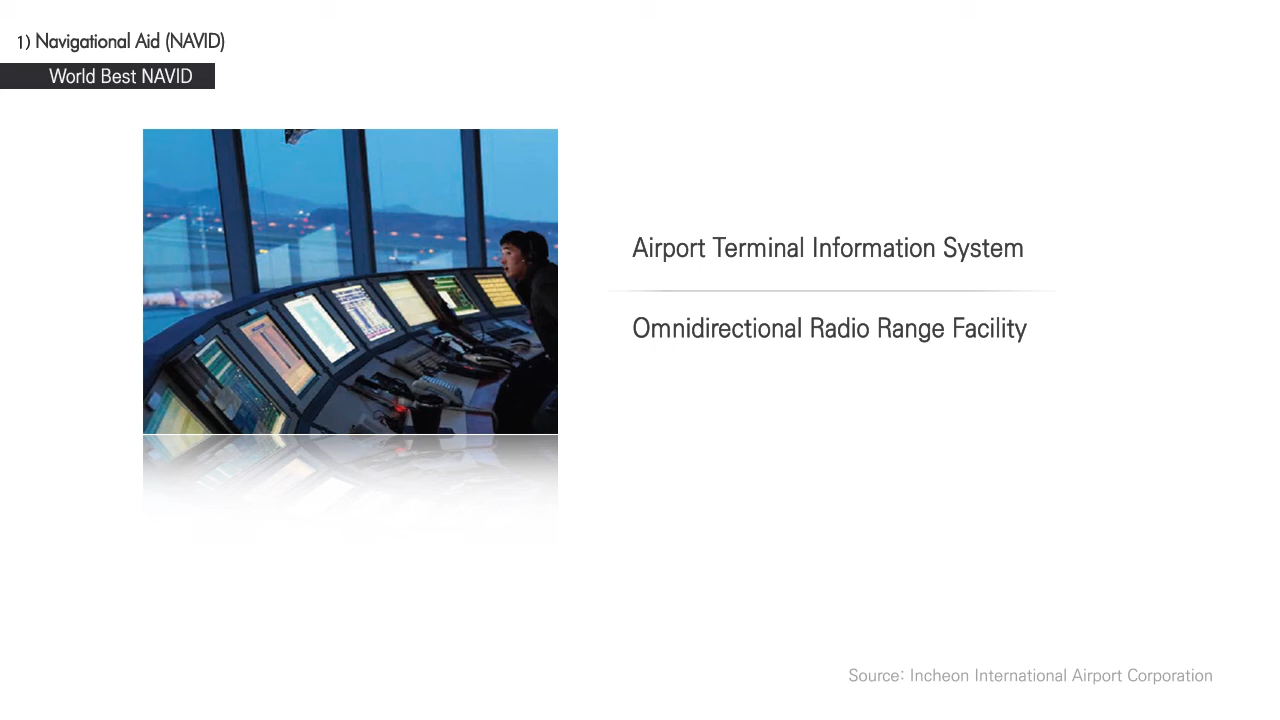 1) Navigational Aid (NAVID)
World Best NAVID
Airport Terminal Information System
Omnidirectional Radio Range Facility
Source: Incheon International Airport Corporation